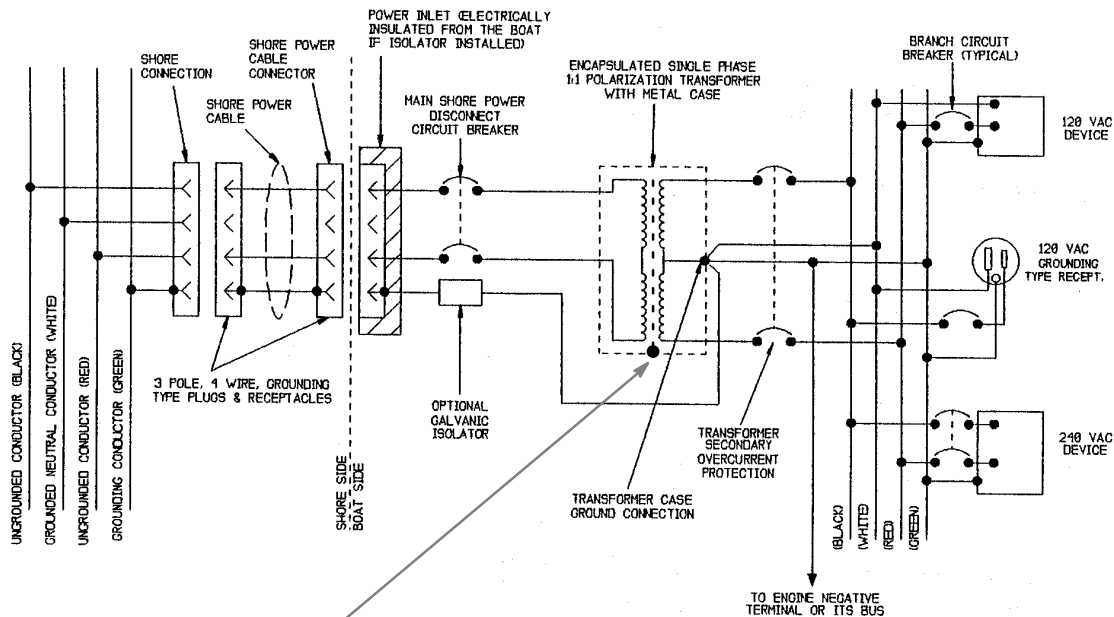 POWER INLET (ELECTRICALLY
INSULATED FROM THE BOAT
IF ISOLATOR INSTALLED)
SHORE POWER
CABLE
CONNECTOR
SHORE
CONNECTION
SHORE POWER
CABLE
MAIN SHORE POWER
DISCONNECT
CIRCUIT BREAKER
ENCAPSULATED SINGLE PHASE
1:1 POLARIZATION TRANSFORMER
WITH METAL CASE
BRANCH CIRCUIT
BREAKER (TYPICAL)
120 VAC
DEVICE
120 VAC
GROUNDING
TYPE RECEPT.
240 VAC
DEVICE
3 POLE, 4 WIRE, GROUNDING
TYPE PLUGS & RECEPTACLES
OPTIONAL
GALVANIC
ISOLATOR
TRANSFORMER
SECONDARY
OVERCURRENT
PROTECTION
TRANSFORMER CASE
GROUND CONNECTION
UNGROUNDED CONDUCTOR (BLACK)
GROUNDED NEUTRAL CONDUCTOR (WHITE)
UNGROUNDED CONDUCTOR (RED)
GROUNDING CONDUCTOR (GREEN)
SHORE SIDE
BOAT SIDE
(BLACK)
(WHITE)
(RED)
(GREEN)
TO ENGINE NEGATIVE
TERMINAL OR ITS BUS